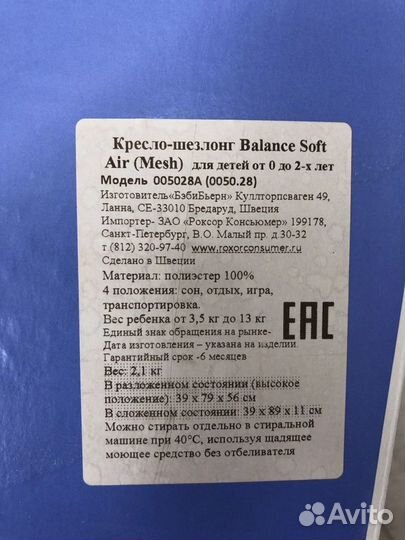 Кресло-шезлонг Balance Soft
Air (Mesh) для детей от 0 до 2-х лет
Модель 005028А (0050.28)
Изготовитель«БэбиБьерн» Куллторпсваген 49,
Ланна, СЕ-33010 Бредаруд, Швеция
Импортер- ЗАО «Роксор Консьюмер» 199178,
Санкт-Петербург, В.О. Малый пр. д 30-32
т (812) 320-97-40 www.roxorconsumer.ru
Сделано в Швеции
Материал: полиэстер 100%
4 положения: сон, отдых, игра,
транспортировка.
Вес ребенка от 3,5 кг до 13 кг
Единый знак обращения на рынке-
EAC
Дата изготовления – указана на изделии.
Гарантийный срок -6 месяцев
Вес: 2,1 кг
В разложенном состоянии (высокое
положение): 39 х 79 х 56 см
В сложенном состоянии: 39 х 89 х 11 см
Можно стирать отдельно в стиральной
машине при 40°С, используя щадящее
моющее средство без отбеливателя
Avito